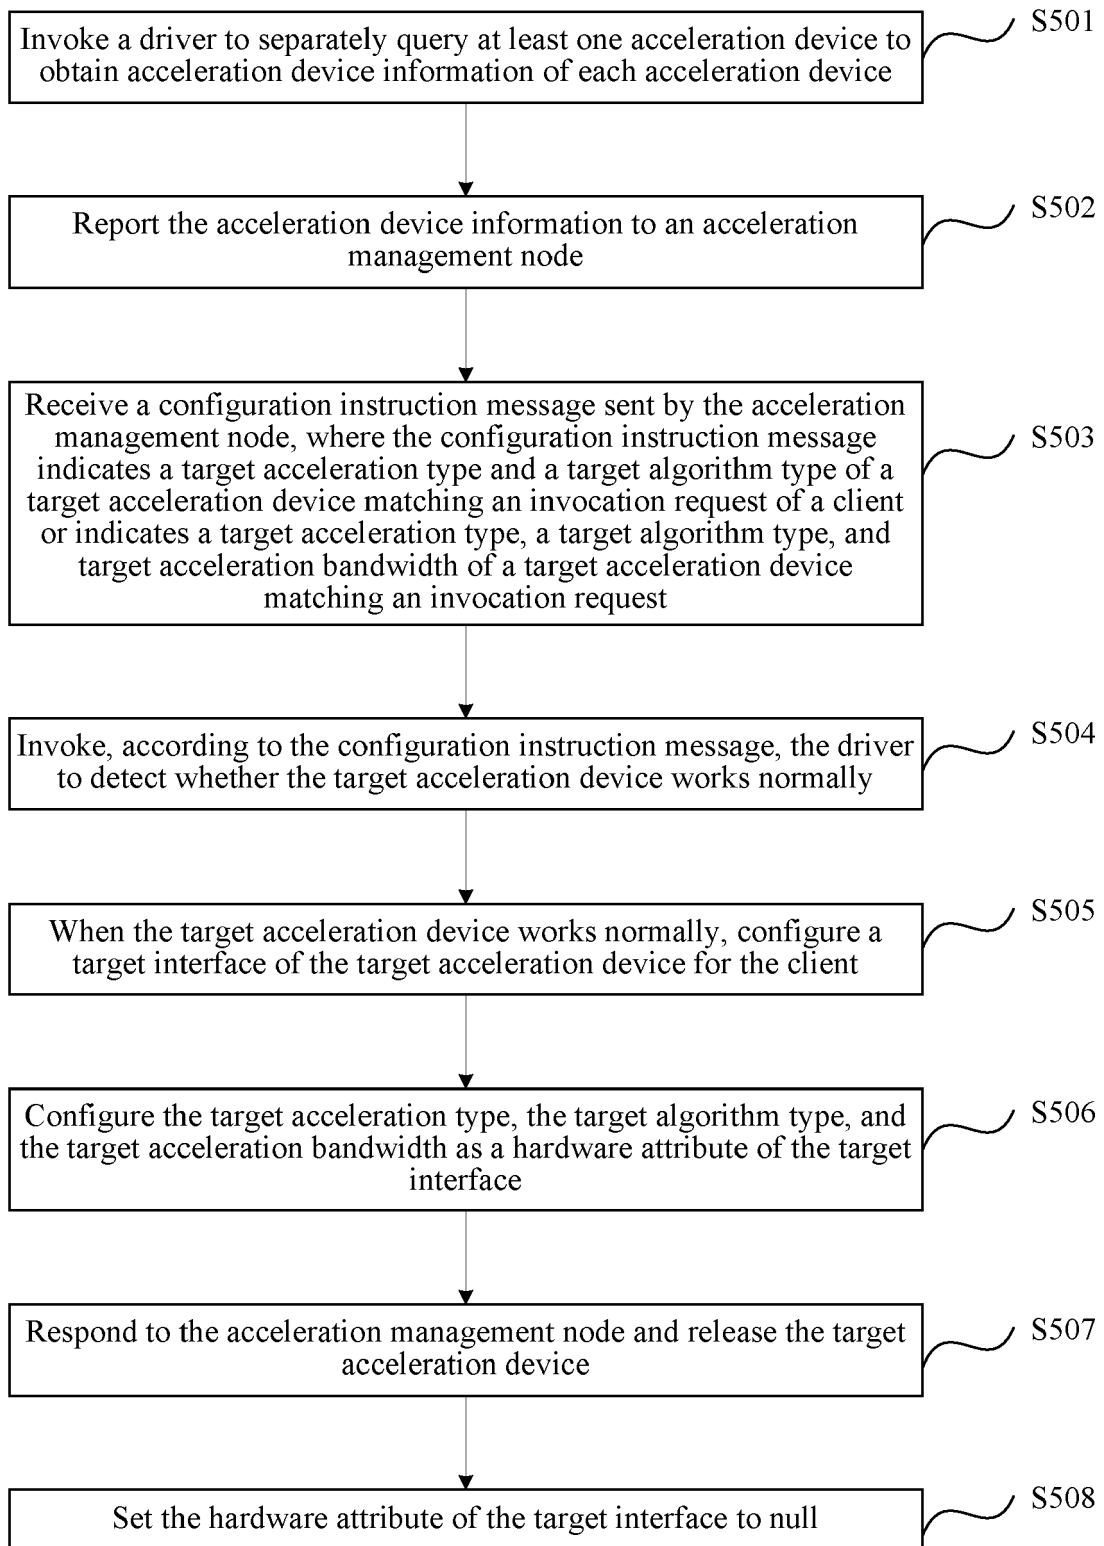 Invoke a driver to separately query at least one acceleration device to
obtain acceleration device information of each acceleration device
S501
Report the acceleration device information to an acceleration
management node
S502
Receive a configuration instruction message sent by the acceleration
management node, where the configuration instruction message
indicates a target acceleration type and a target algorithm type of a
target acceleration device matching an invocation request of a client
or indicates a target acceleration type, a target algorithm type, and
target acceleration bandwidth of a target acceleration device
matching an invocation request
S503
Invoke, according to the configuration instruction message, the driver
to detect whether the target acceleration device works normally
S504
When the target acceleration device works normally, configure a
target interface of the target acceleration device for the client
S505
Configure the target acceleration type, the target algorithm type, and
the target acceleration bandwidth as a hardware attribute of the target
interface
S506
Respond to the acceleration management node and release the target
acceleration device
S507
Set the hardware attribute of the target interface to null
S508